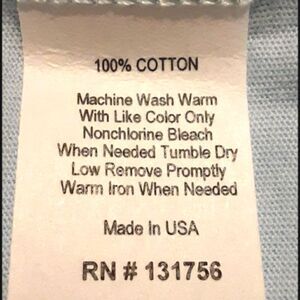 100% COTTON
Machine Wash Warm
With Like Color Only
Nonchlorine Bleach
When Needed Tumble Dry
Low Remove Promptly
Warm Iron When Needed
Made In USA
RN # 131756